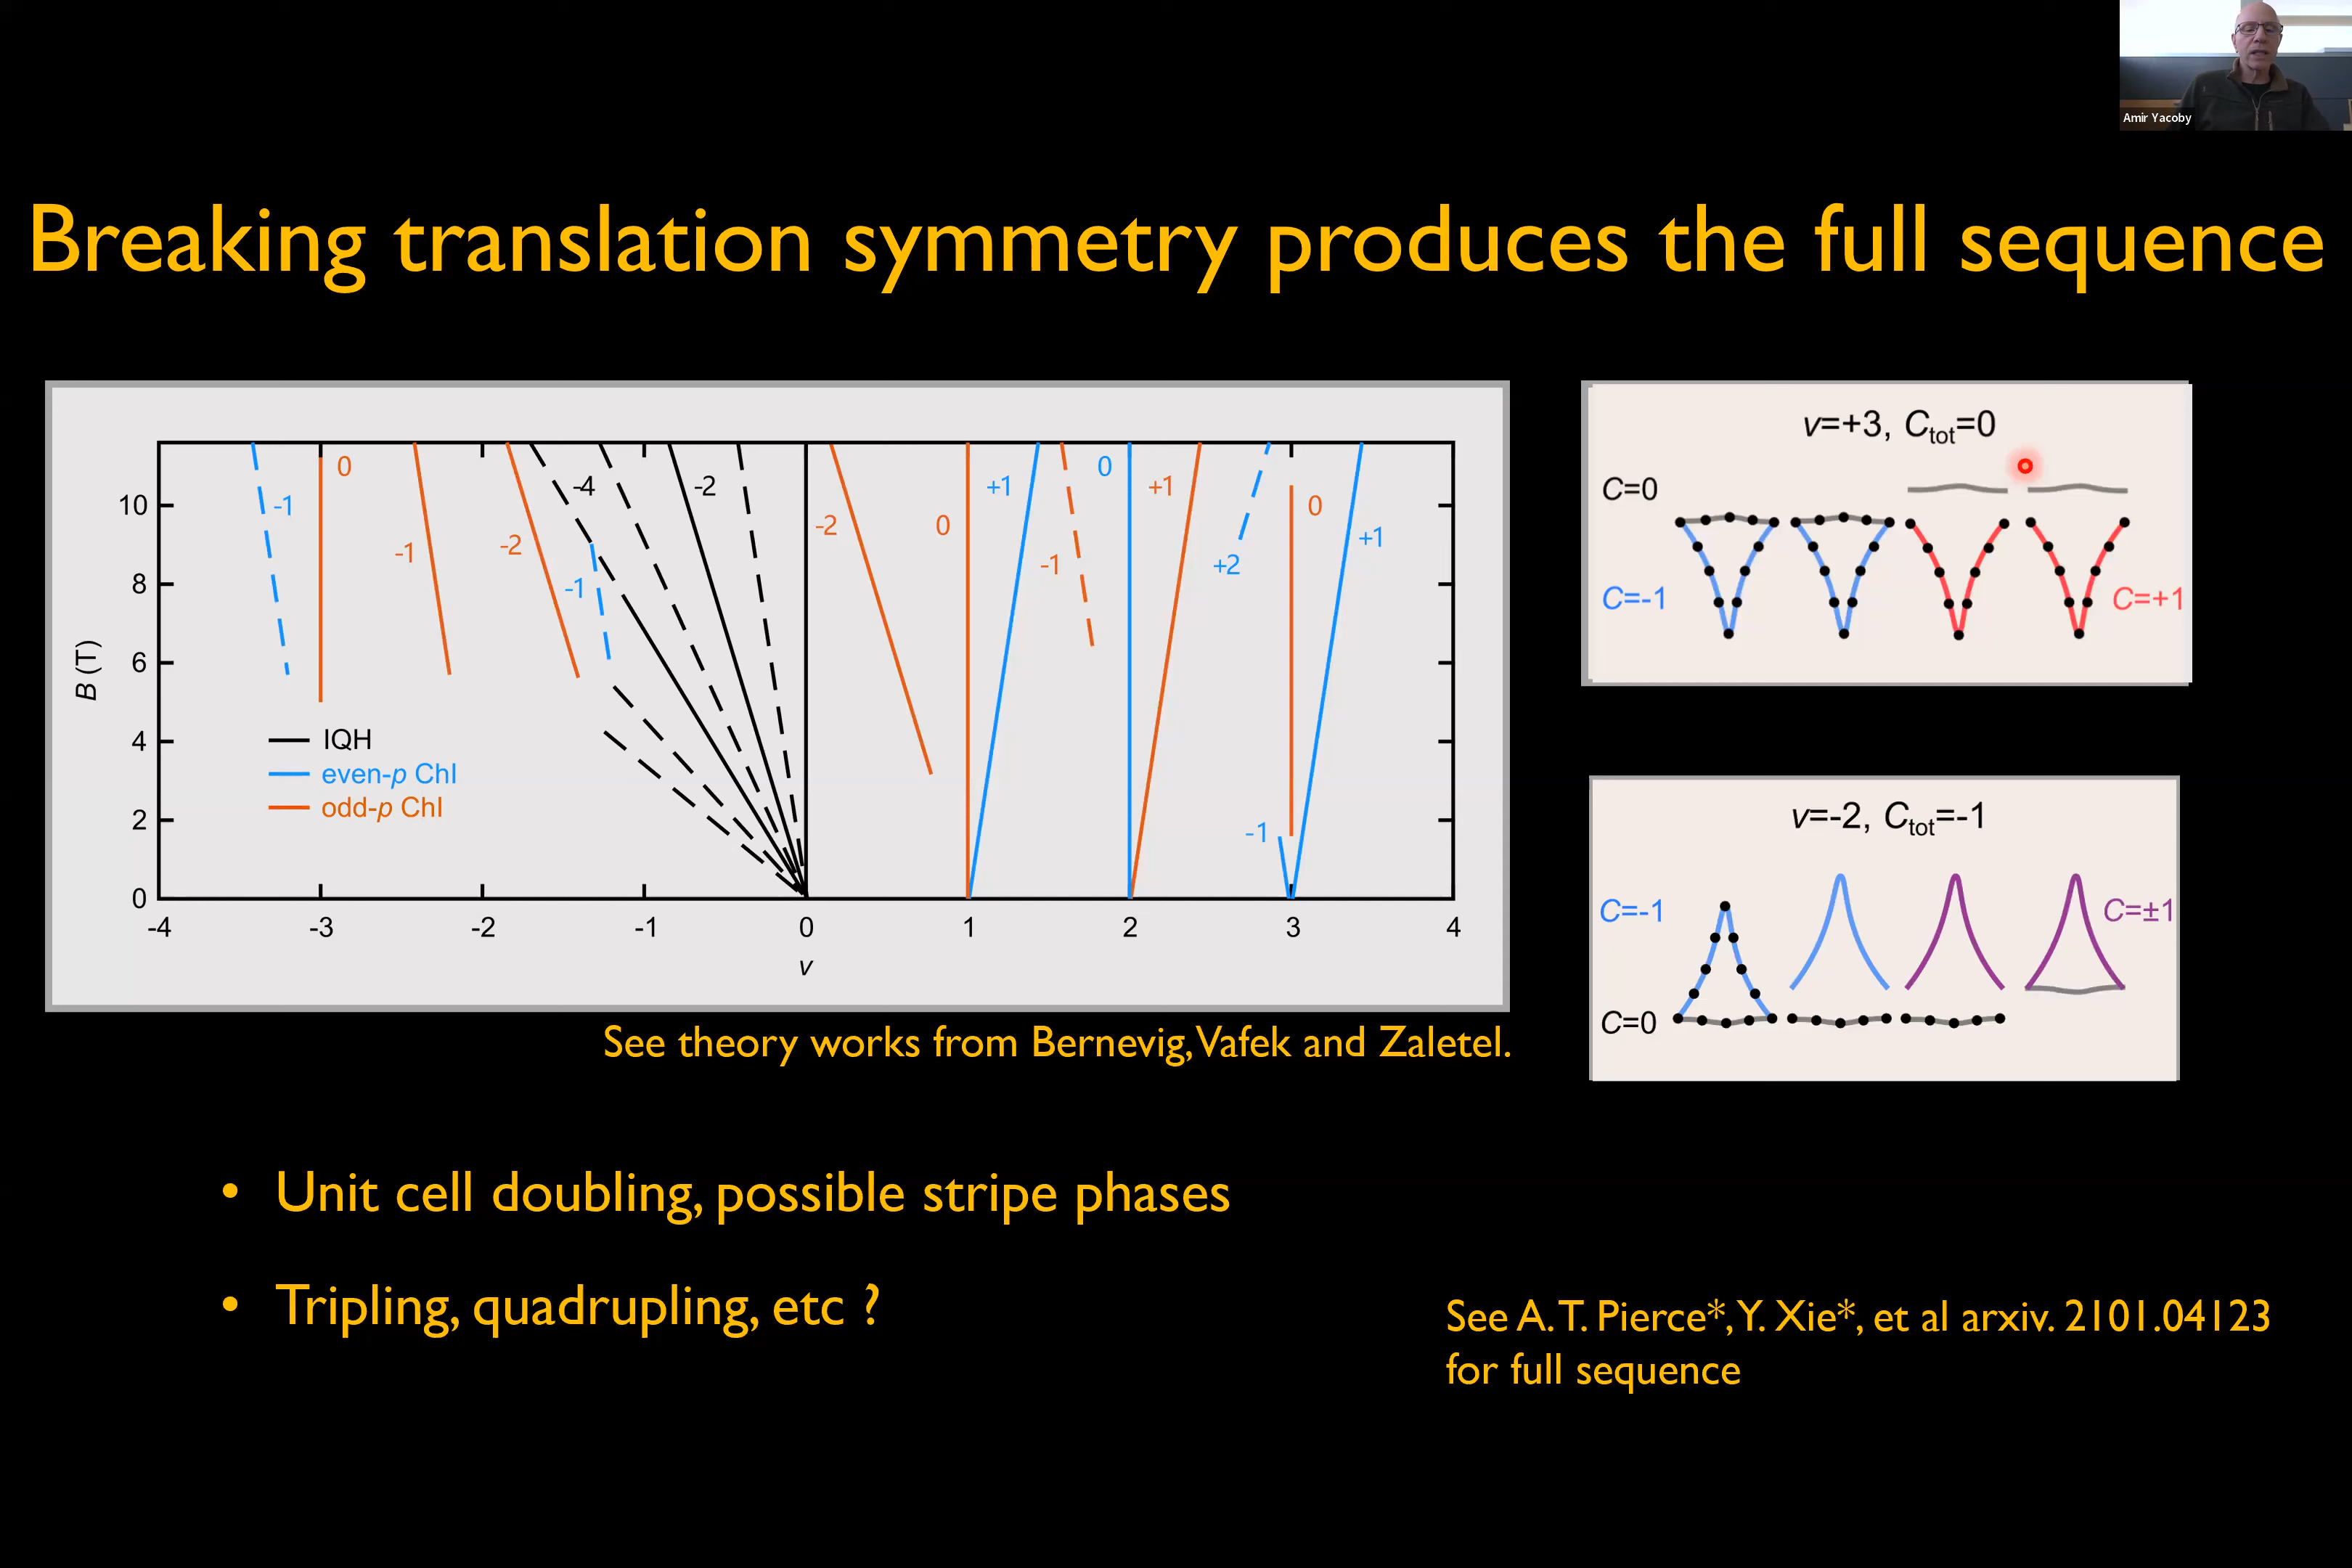 Amir Yacoby
Breaking translation symmetry produces the full sequence
-1
0
-1
-2
-1
-4
-2
-2
0
+1
-1
0
+1
+2
0
-1
+1
10
8
6
4
2
0
B (T)
IQH
even-p ChI
odd-p ChI
-4
-3
-2
-1
0
1
2
3
4
ν
See theory works from Bernevig, Vafek and Zaletel.
ν=+3, Ctot=0
C=0
C=-1
C=+1
ν=-2, Ctot=-1
C=-1
C=±1
C=0
• Unit cell doubling, possible stripe phases
• Tripling, quadrupling, etc ?
See A. T. Pierce*, Y. Xie*, et al arxiv. 2101.04123
for full sequence